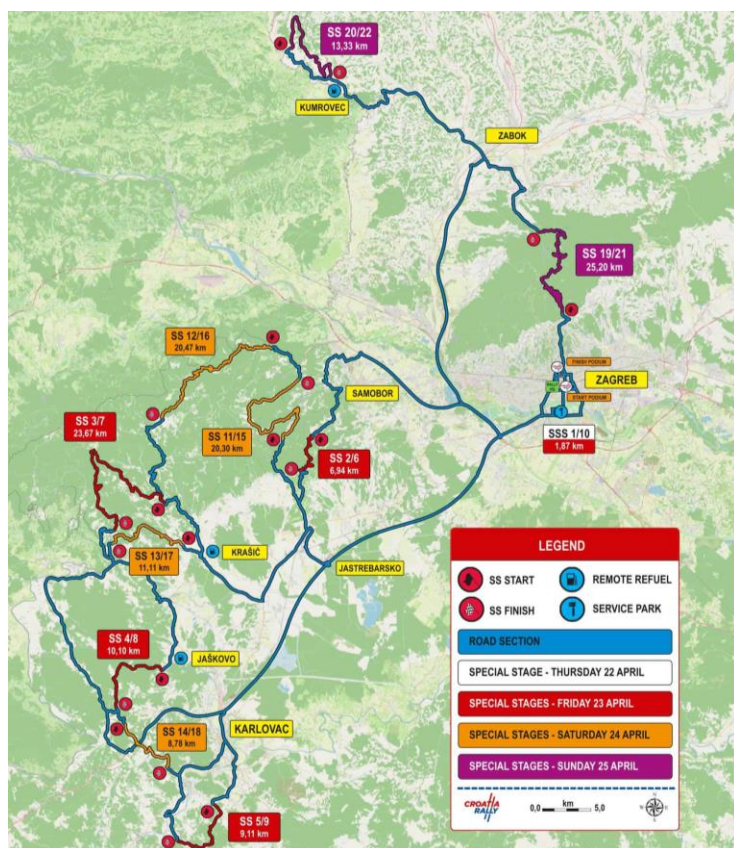 SS 20/22
13,33 km
KUMROVEC
ZABOK
SS 19/21
25,20 km
SS 12/16
20,47 km
FINISH PODIUM
ZAGREB
START PODIUM
SAMOBOR
SS 3/7
23,67 km
SS 11/15
20,30 km
SS 2/6
6,94 km
SSS 1/10
1,87 km
SS 13/17
11,11 km
KRAŠIĆ
JASTREBARSKO
SS 4/8
10,10 km
JAŠKOVO
KARLOVAC
SS 14/18
8,78 km
SS 5/9
9,11 km
LEGEND
SS START
REMOTE REFUEL
SS FINISH
SERVICE PARK
ROAD SECTION
SPECIAL STAGE - THURSDAY 22 APRIL
SPECIAL STAGES - FRIDAY 23 APRIL
SPECIAL STAGES - SATURDAY 24 APRIL
SPECIAL STAGES - SUNDAY 25 APRIL
CROATIA
RALLY
0,0 km 5,0